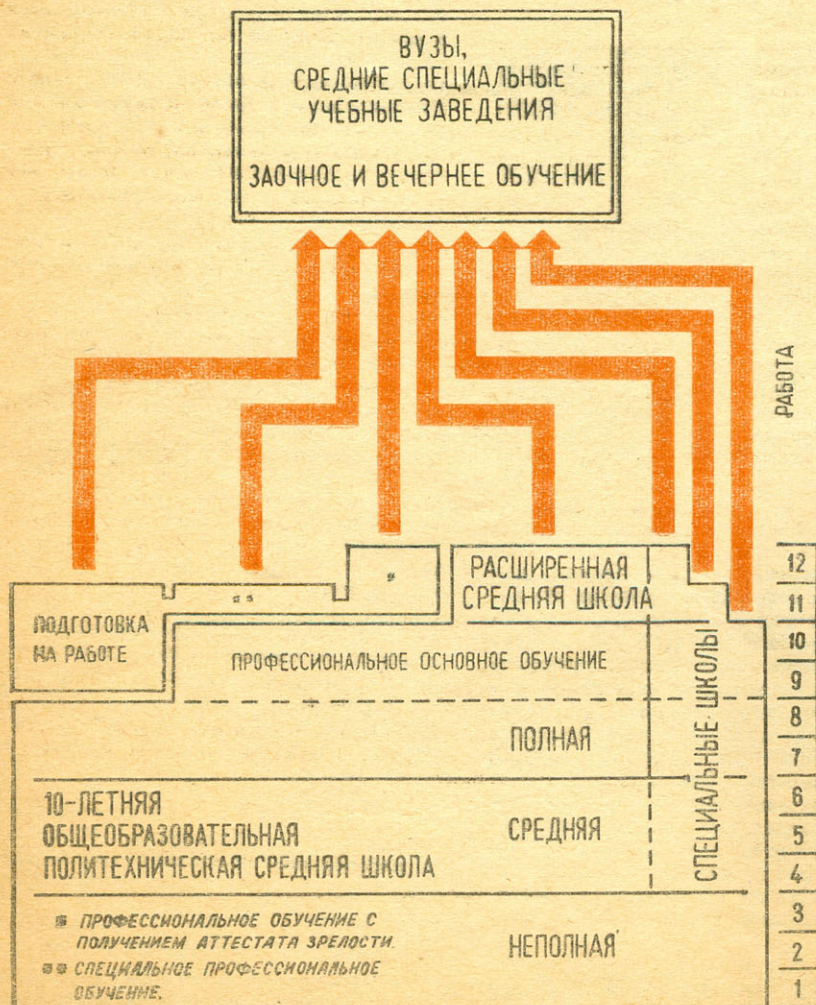 ВУЗЫ,
СРЕДНИЕ СПЕЦИАЛЬНЫЕ
УЧЕБНЫЕ ЗАВЕДЕНИЯ
ЗАОЧНОЕ И ВЕЧЕРНЕЕ ОБУЧЕНИЕ
РАБОТА
12
11
10
9
8
7
6
5
4
3
2
1
*
**
РАСШИРЕННАЯ
СРЕДНЯЯ ШКОЛА
ПОДГОТОВКА
НА РАБОТЕ
ПРОФЕССИОНАЛЬНОЕ ОСНОВНОЕ ОБУЧЕНИЕ
СПЕЦИАЛЬНЫЕ ШКОЛЫ
ПОЛНАЯ
10-ЛЕТНЯЯ
ОБЩЕОБРАЗОВАТЕЛЬНАЯ
ПОЛИТЕХНИЧЕСКАЯ СРЕДНЯЯ ШКОЛА
СРЕДНЯЯ
* ПРОФЕССИОНАЛЬНОЕ ОБУЧЕНИЕ С
ПОЛУЧЕНИЕМ АТТЕСТАТА ЗРЕЛОСТИ.
** СПЕЦИАЛЬНОЕ ПРОФЕССИОНАЛЬНОЕ
ОБУЧЕНИЕ.
НЕПОЛНАЯ